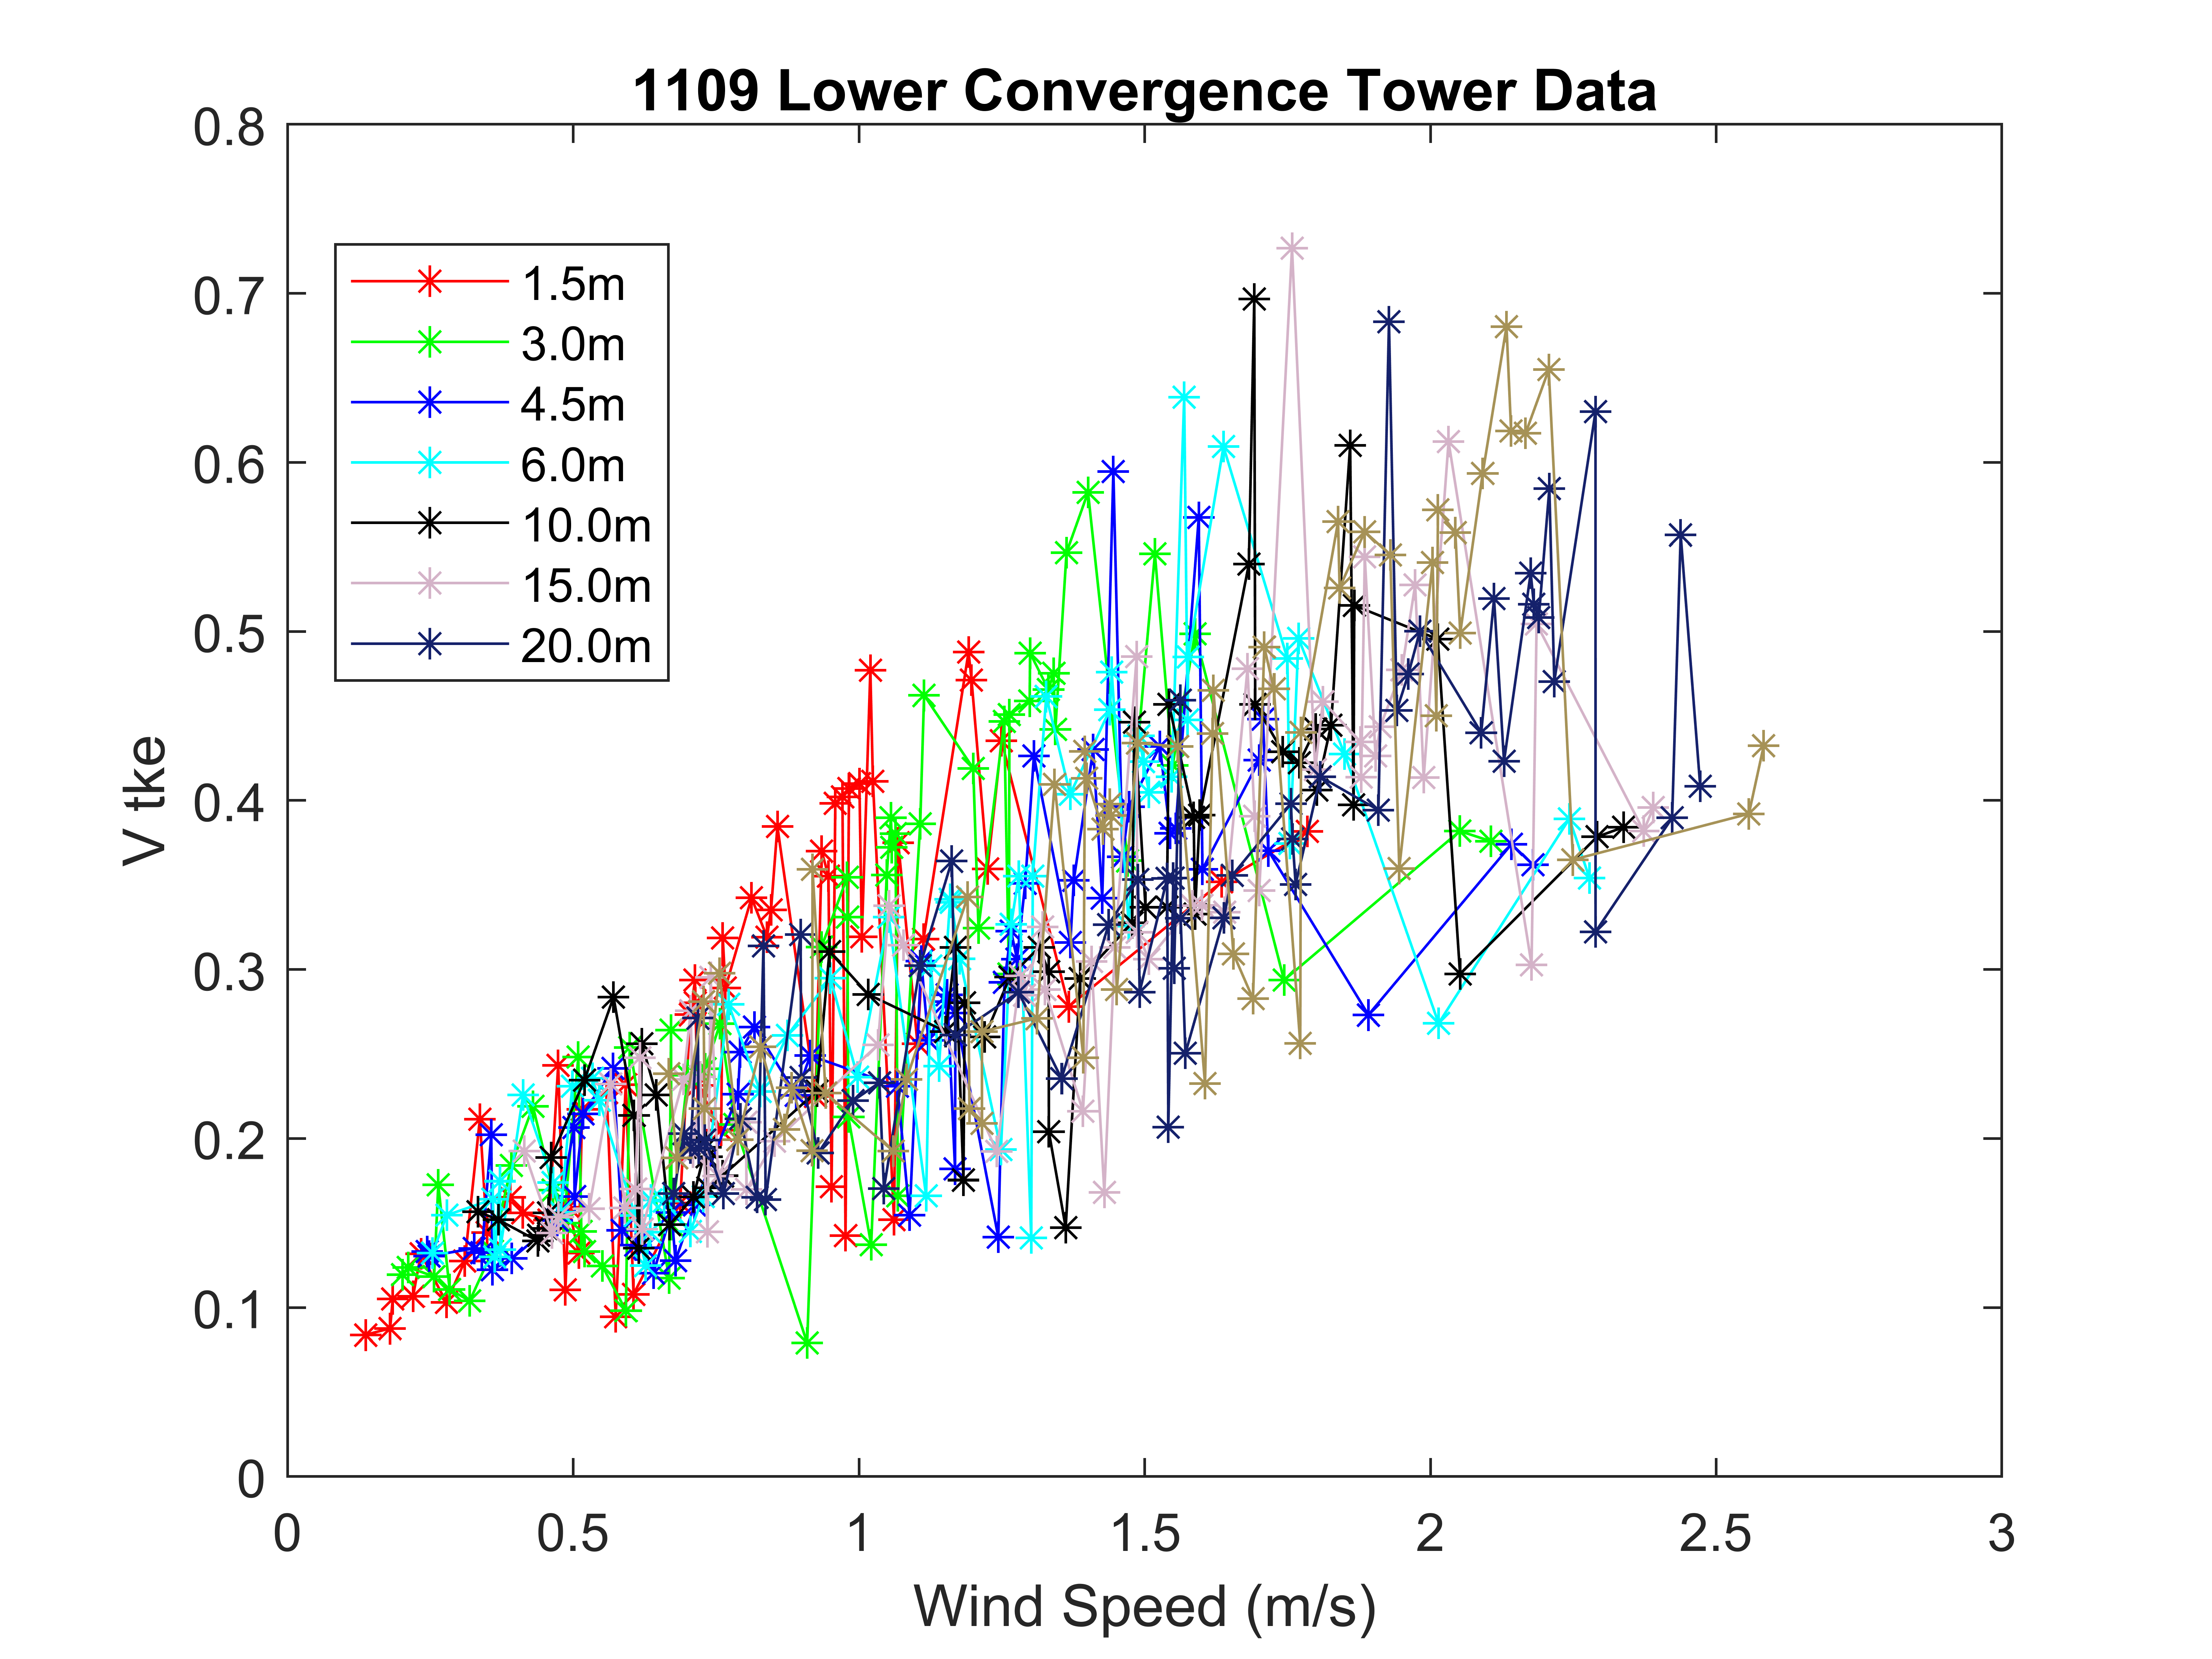 1109 Lower Convergence Tower Data
0.8
0.7
0.6
0.5
0.4
0.3
0.2
0.1
0
V tke
1.5m
3.0m
4.5m
6.0m
10.0m
15.0m
20.0m
0 0.5 1 1.5 2 2.5 3
Wind Speed (m/s)